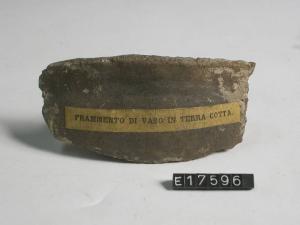 FRAMMENTO DI VASO IN TERRA COTTA.
E17596